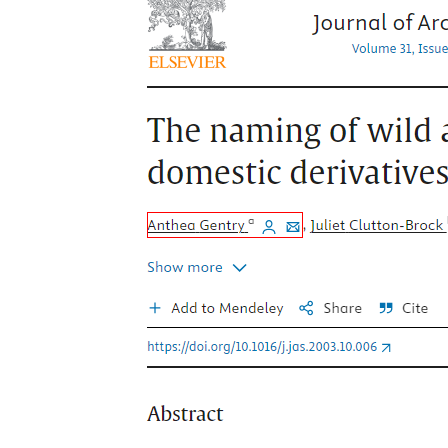 ELSEVIER
Journal of Arc
Volume 31, Issue
The naming of wild a
domestic derivatives
Anthea Gentry a, Juliet Clutton-Brock
Show more
Add to Mendeley Share Cite
https://doi.org/10.1016/j.jas.2003.10.006
Abstract